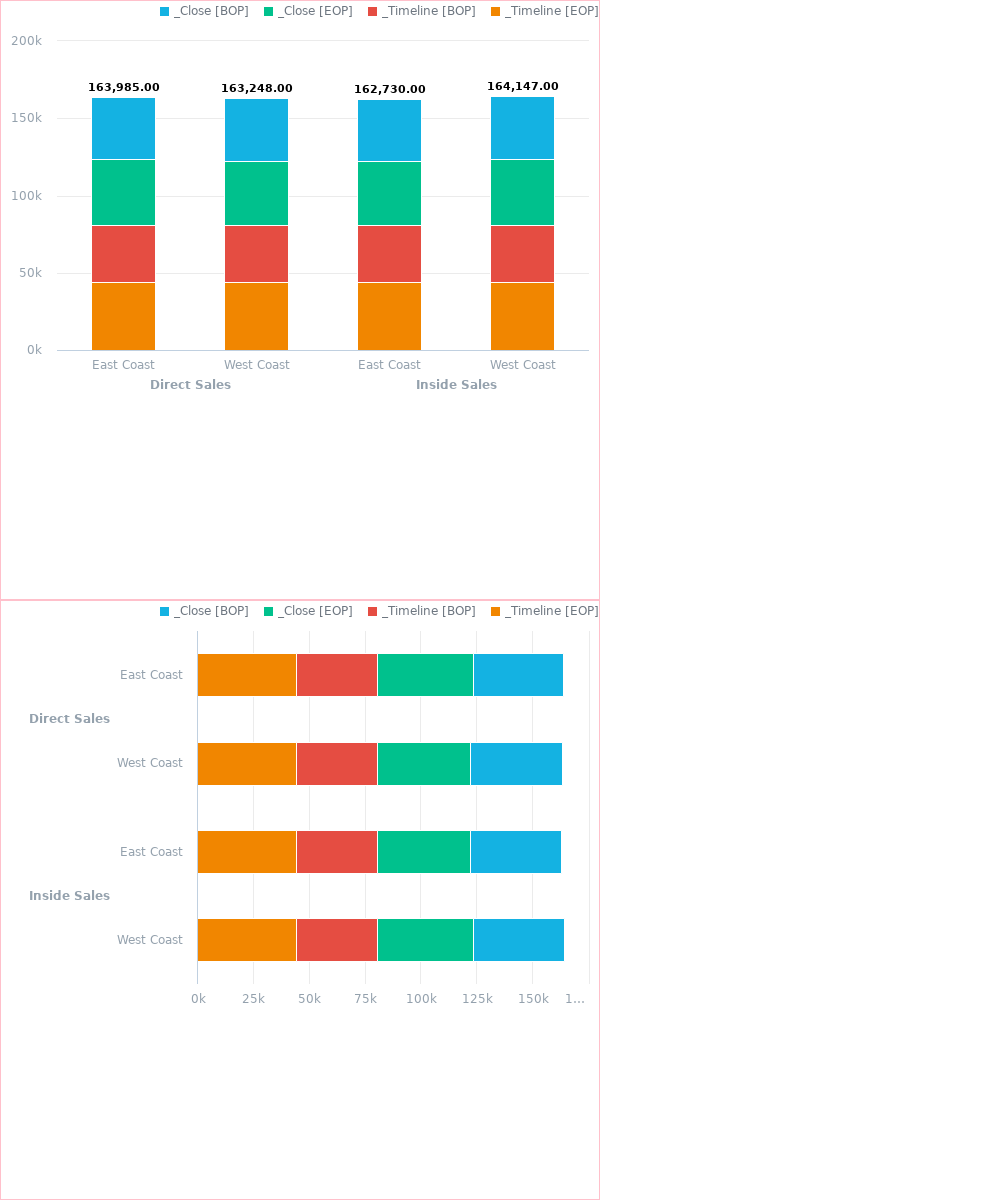 _Close [BOP] _Close [EOP] _Timeline [BOP] _Timeline [EOP]
200k
163,985.00 163,248.00 162,730.00 164,147.00
150k
100k
50k
0k
East Coast West Coast East Coast West Coast
Direct Sales Inside Sales
_Close [BOP] _Close [EOP] _Timeline [BOP] _Timeline [EOP]
East Coast
Direct Sales
West Coast
East Coast
Inside Sales
West Coast
0k 25k 50k 75k 100k 125k 150k 1…